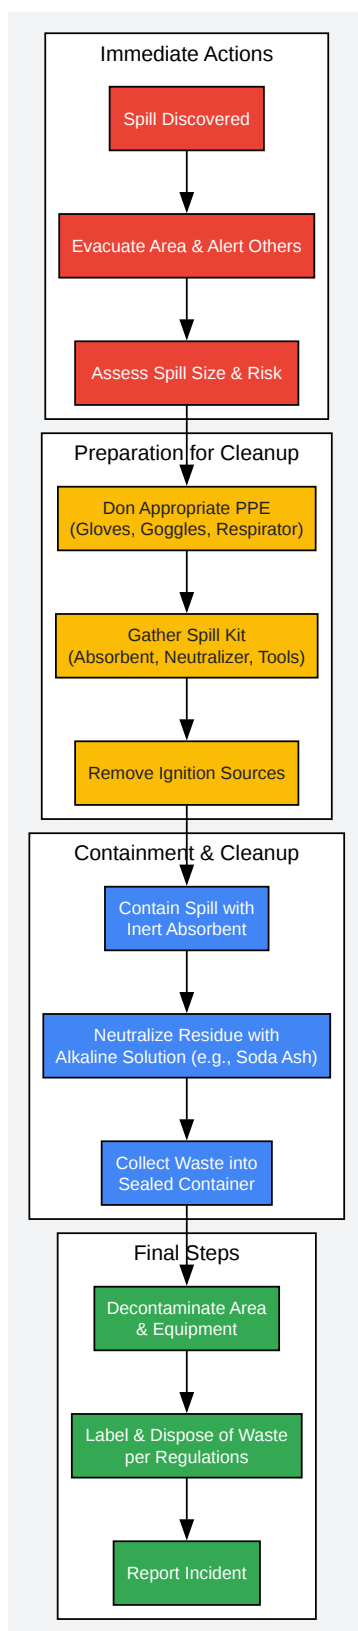 Immediate Actions
Spill Discovered
Evacuate Area & Alert Others
Assess Spill Size & Risk
Preparation for Cleanup
Don Appropriate PPE
(Gloves, Goggles, Respirator)
Gather Spill Kit
(Absorbent, Neutralizer, Tools)
Remove Ignition Sources
Containment & Cleanup
Contain Spill with
Inert Absorbent
Neutralize Residue with
Alkaline Solution (e.g., Soda Ash)
Collect Waste into
Sealed Container
Final Steps
Decontaminate Area
& Equipment
Label & Dispose of Waste
per Regulations
Report Incident